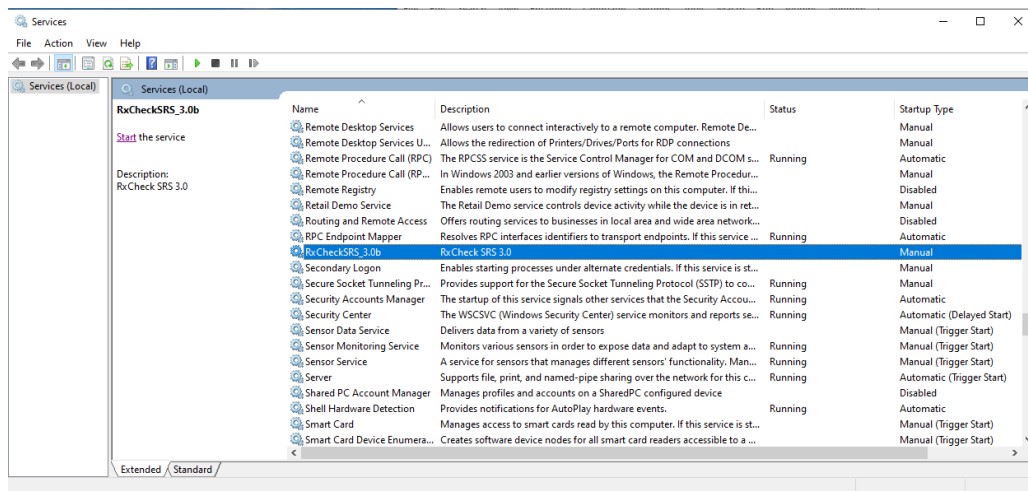 Services
File Action View Help
Services (Local)
Services (Local)
RxCheckSRS_3.0b
Start the service
Description:
RxCheck SRS 3.0
Name Description Status Startup Type
Remote Desktop Services Allows users to connect interactively to a remote computer. Remote De... Manual
Remote Desktop Services U... Allows the redirection of Printers/Drives/Ports for RDP connections Manual
Remote Procedure Call (RPC) The RPCSS service is the Service Control Manager for COM and DCOM s... Running Automatic
Remote Procedure Call (RP... In Windows 2003 and earlier versions of Windows, the Remote Procedur... Manual
Remote Registry Enables remote users to modify registry settings on this computer. If thi... Disabled
Retail Demo Service The Retail Demo service controls device activity while the device is in ret... Manual
Routing and Remote Access Offers routing services to businesses in local area and wide area network... Disabled
RPC Endpoint Mapper Resolves RPC interfaces identifiers to transport endpoints. If this service ... Running Automatic
RxCheckSRS_3.0b RxCheck SRS 3.0 Manual
Secondary Logon Enables starting processes under alternate credentials. If this service is st... Manual
Secure Socket Tunneling Pr... Provides support for the Secure Socket Tunneling Protocol (SSTP) to co... Running Manual
Security Accounts Manager The startup of this service signals other services that the Security Accou... Running Automatic
Security Center The WSCSVC (Windows Security Center) service monitors and reports se... Running Automatic (Delayed Start)
Sensor Data Service Delivers data from a variety of sensors Manual (Trigger Start)
Sensor Monitoring Service Monitors various sensors in order to expose data and adapt to system a... Running Manual (Trigger Start)
Sensor Service A service for sensors that manages different sensors' functionality. Man... Running Manual (Trigger Start)
Server Supports file, print, and named-pipe sharing over the network for this c... Running Automatic (Trigger Start)
Shared PC Account Manager Manages profiles and accounts on a SharedPC configured device Disabled
Shell Hardware Detection Provides notifications for AutoPlay hardware events. Running Automatic
Smart Card Manages access to smart cards read by this computer. If this service is st... Manual (Trigger Start)
Smart Card Device Enumera... Creates software device nodes for all smart card readers accessible to a ... Manual (Trigger Start)
Extended Standard